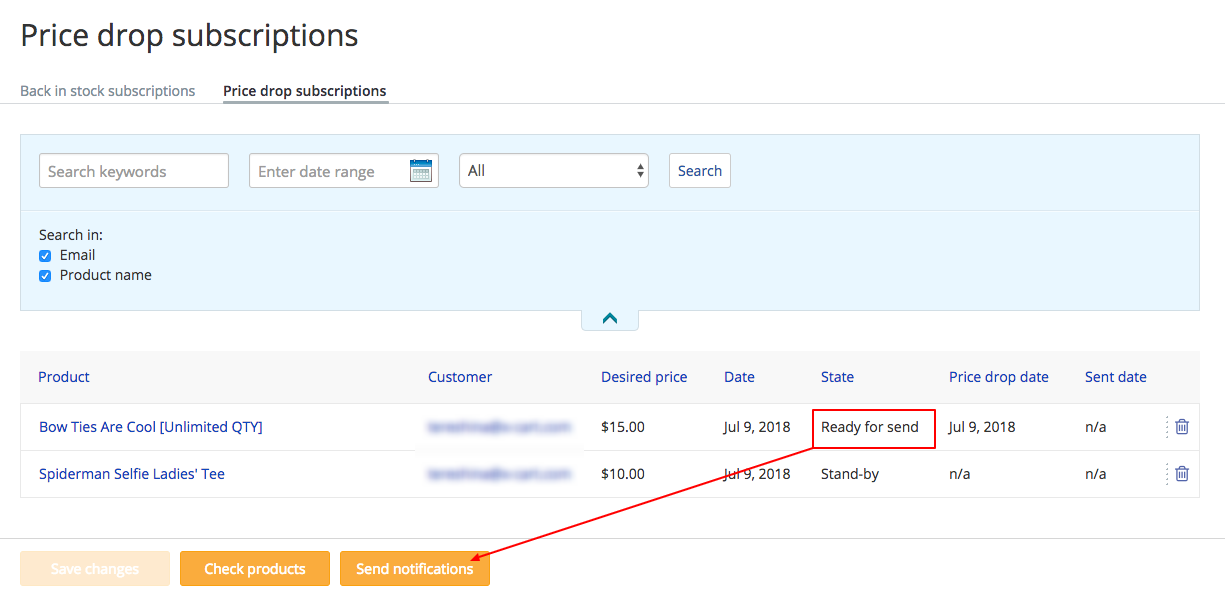 Price drop subscriptions
Back in stock subscriptions Price drop subscriptions
Search keywords Enter date range All Search
Search in:
Email
Product name
Product Customer Desired price Date State Price drop date Sent date
Bow Ties Are Cool [Unlimited QTY] $15.00 Jul 9, 2018 Ready for send Jul 9, 2018 n/a
Spiderman Selfie Ladies' Tee $10.00 Jul 9, 2018 Stand-by n/a n/a
Save changes Check products Send notifications